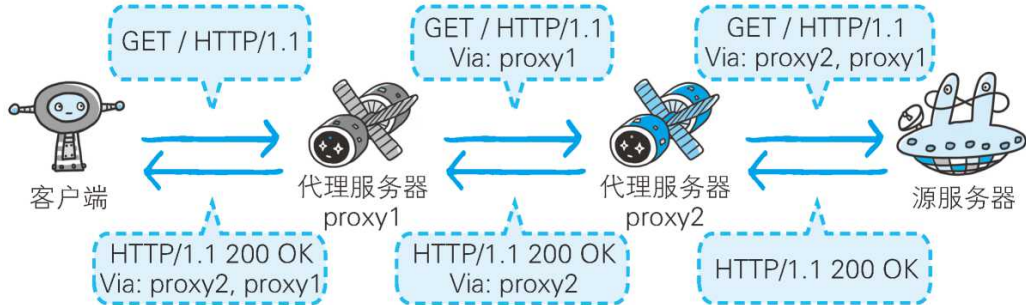 GET / HTTP/1.1
GET / HTTP/1.1
Via: proxy1
GET / HTTP/1.1
Via: proxy2, proxy1
客户端
代理服务器
proxy1
代理服务器
proxy2
源服务器
HTTP/1.1 200 OK
Via: proxy2, proxy1
HTTP/1.1 200 OK
Via: proxy2
HTTP/1.1 200 OK